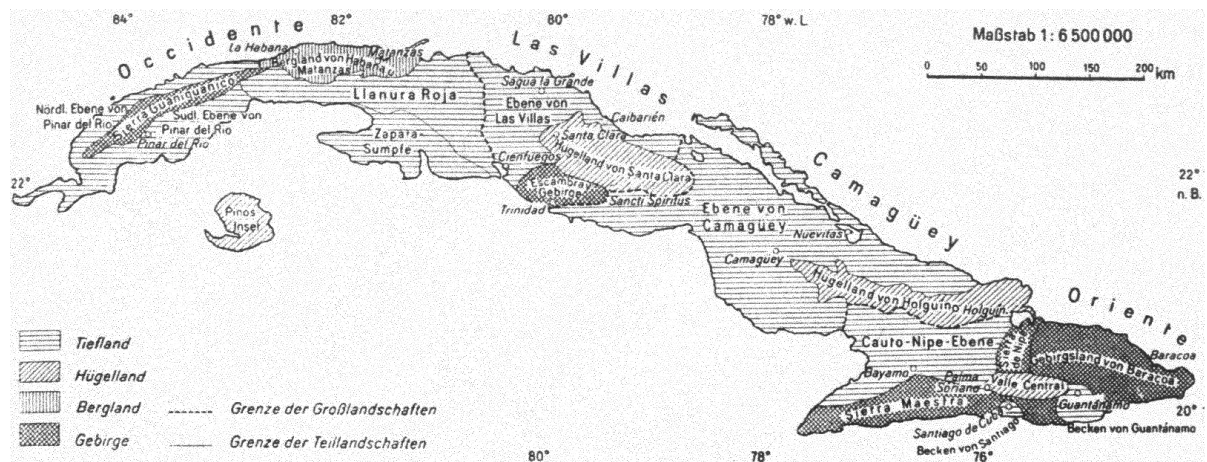 84°
82°
80°
78° w. L.
Maßstab 1: 6 500 000
0 50 100 150 200 km
Occidente
Las Villas
Camagüey
Oriente
La Habana
Matanzas
Bergland von Habana-
Matanzas
Nördl. Ebene von
Pinar del Rio
Sierra Guaniguanico
Südl. Ebene von
Pinar del Rio
Pinar del Rio
Llanura Roja
Zapata-
Sümpfe
Sagua la Grande
Ebene von
Las Villas
Caibarién
Santa Clara
Hügelland von Santa Clara
Cienfuegos
Escambray
Gebirge
Trinidad
Sancti Spiritus
22°
22°
n. B.
Pinos
Insel
Ebene von
Camagüey
Nuevitas
Camagüey
Hügelland von Holguin
Holguin
Cauto-Nipe-Ebene
Sierra
de Nipe
Gebirgsland von Baracoa
Baracoa
Bayamo
Palma
Soriano
Valle Central
Sierra Maestra
Guantánamo
20°
Santiago de Cuba
Becken von Santiago
Becken von Guantánamo
80°
78°
76°
Tiefland
Hügelland
Bergland
Gebirge
Grenze der Großlandschaften
Grenze der Teillandschaften